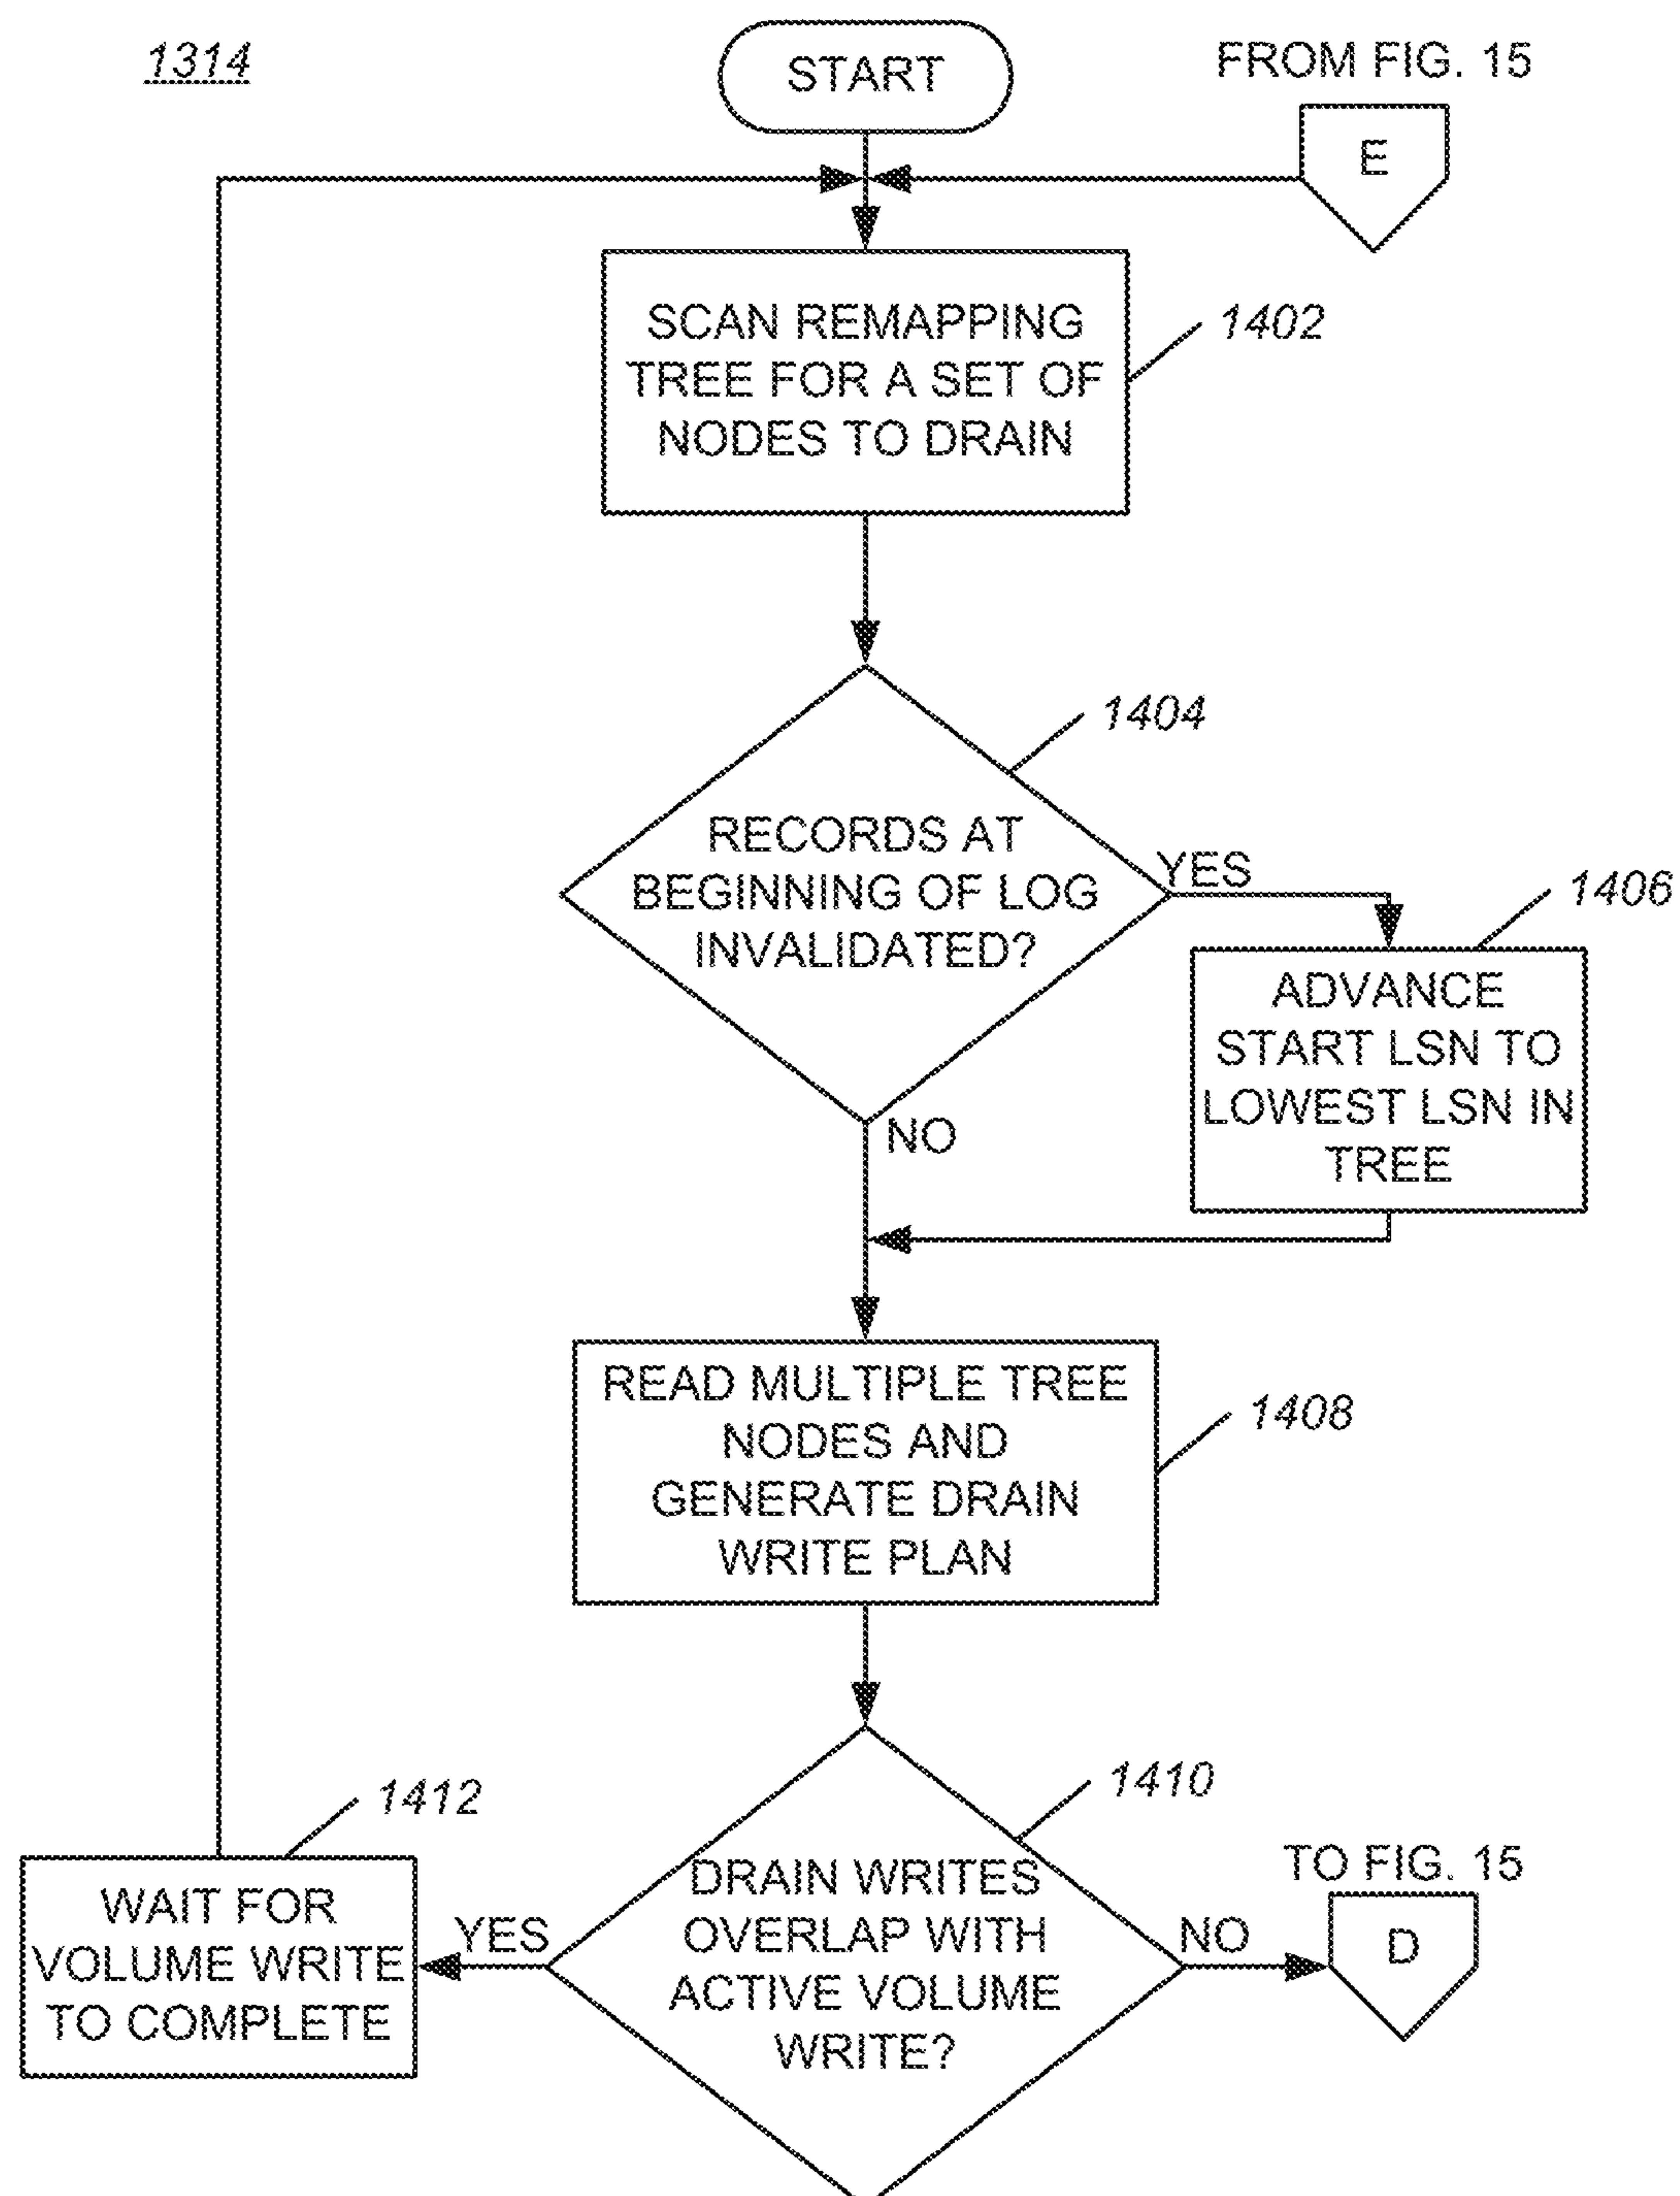 1314
START
FROM FIG. 15
E
SCAN REMAPPING
TREE FOR A SET OF
NODES TO DRAIN
1402
1404
RECORDS AT
BEGINNING OF LOG
INVALIDATED?
YES
1406
ADVANCE
START LSN TO
LOWEST LSN IN
TREE
NO
READ MULTIPLE TREE
NODES AND
GENERATE DRAIN
WRITE PLAN
1408
1410
1412
WAIT FOR
VOLUME WRITE
TO COMPLETE
YES
DRAIN WRITES
OVERLAP WITH
ACTIVE VOLUME
WRITE?
NO
TO FIG. 15
D